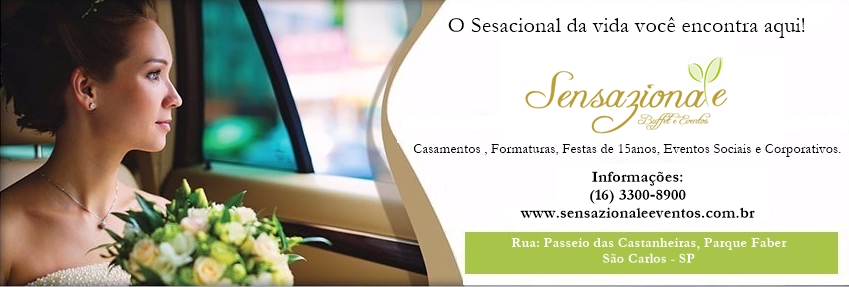 O Sesacional da vida você encontra aqui!
Sensazionale
Buffet e Eventos
Casamentos , Formaturas, Festas de 15anos, Eventos Sociais e Corporativos.
Informações:
(16) 3300-8900
www.sensazionaleeventos.com.br
Rua: Passeio das Castanheiras, Parque Faber
São Carlos - SP